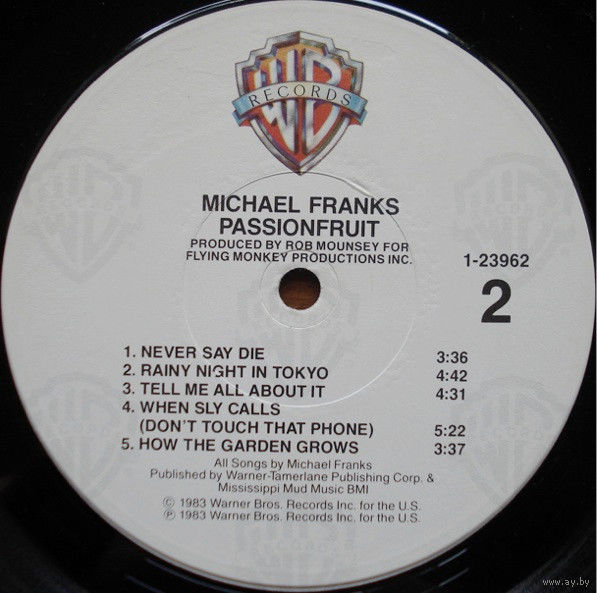 RECORDS
MICHAEL FRANKS
PASSIONFRUIT
PRODUCED BY ROB MOUNSEY FOR
FLYING MONKEY PRODUCTIONS INC.
1-23962
2
1. NEVER SAY DIE 3:36
2. RAINY NIGHT IN TOKYO 4:42
3. TELL ME ALL ABOUT IT 4:31
4. WHEN SLY CALLS
(DON'T TOUCH THAT PHONE) 5:22
5. HOW THE GARDEN GROWS 3:37
All Songs by Michael Franks
Published by Warner-Tamerlane Publishing Corp. &
Mississippi Mud Music BMI
© 1983 Warner Bros. Records Inc. for the U.S.
℗ 1983 Warner Bros. Records Inc. for the U.S.
www.ay.by